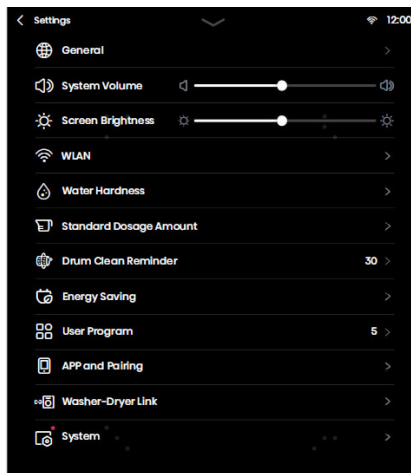 Settings 12:00
General
System Volume
Screen Brightness
WLAN
Water Hardness
Standard Dosage Amount
Drum Clean Reminder 30
Energy Saving
User Program 5
APP and Pairing
Washer-Dryer Link
System